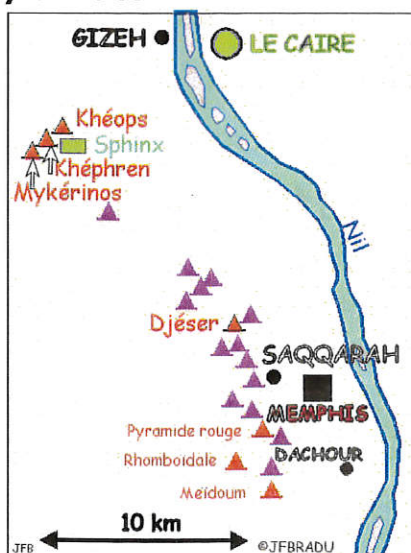 GIZEH
LE CAIRE
Khéops
Sphinx
Khéphren
Mykérinos
Nil
Djéser
SAQQARAH
MEMPHIS
Pyramide rouge
DACHOUR
Rhomboïdale
Meïdoum
10 km
JFB
©JFBRADU